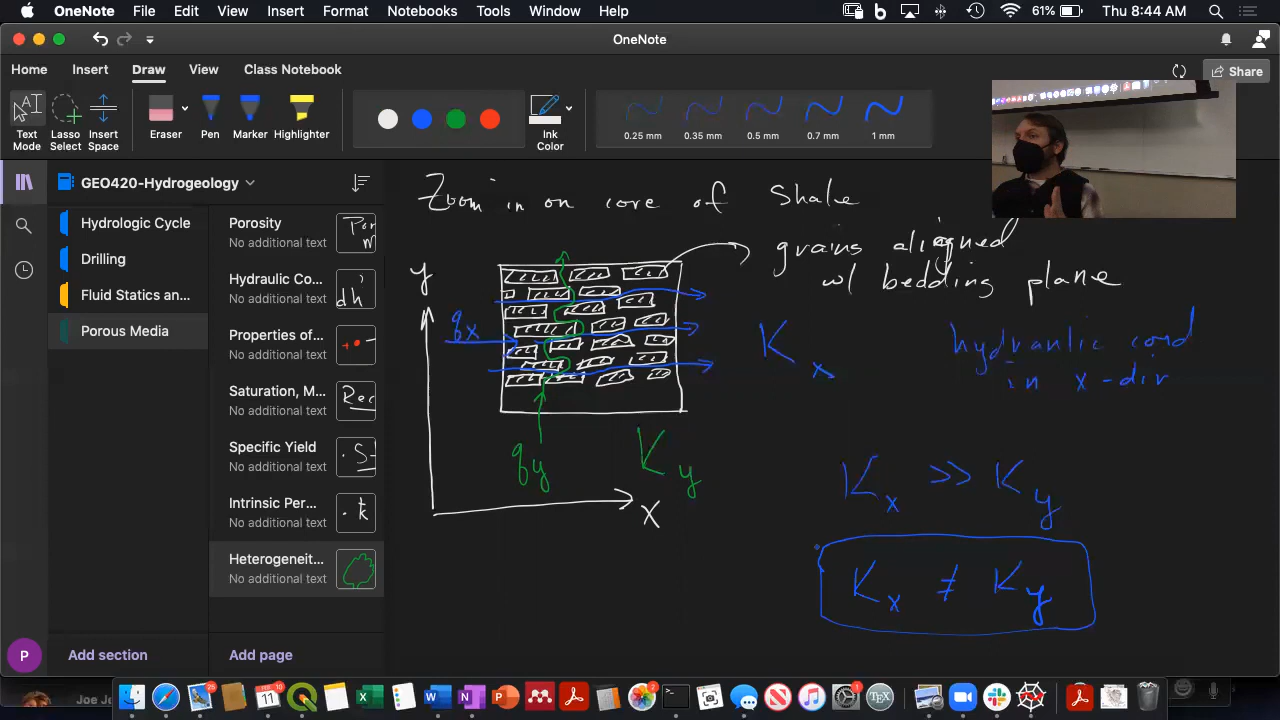 OneNote File Edit View Insert Format Notebooks Tools Window Help 61% Thu 8:44 AM
OneNote
Home Insert Draw View Class Notebook Share
Text Mode Lasso Select Insert Space Eraser Pen Marker Highlighter Ink Color 0.25 mm 0.35 mm 0.5 mm 0.7 mm 1 mm
GEO420-Hydrogeology
Hydrologic Cycle
Drilling
Fluid Statics an...
Porous Media
Porosity
No additional text
Hydraulic Co...
No additional text
Properties of...
No additional text
Saturation, M...
No additional text
Specific Yield
No additional text
Intrinsic Per...
No additional text
Heterogeneit...
No additional text
P Add section Add page
Zoom in on core of Shale
grains aligned
w/ bedding plane
y
qx
Kx
hydraulic cond
in x-dir
qy
Ky
x
Kx >> Ky
Kx ≠ Ky